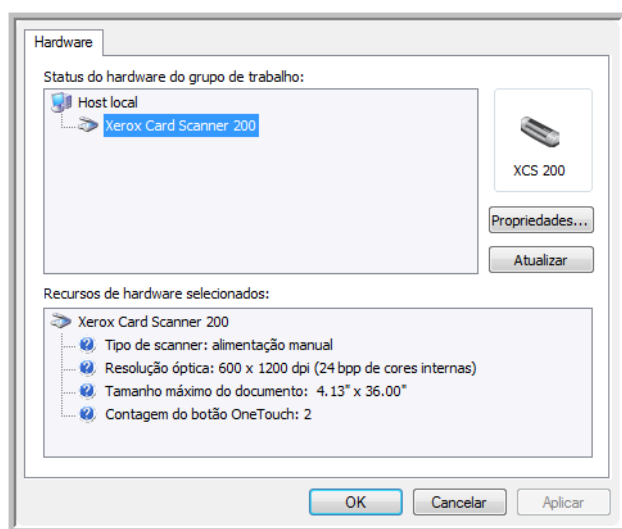 Hardware
Status do hardware do grupo de trabalho:
Host local
Xerox Card Scanner 200
XCS 200
Propriedades...
Atualizar
Recursos de hardware selecionados:
Xerox Card Scanner 200
Tipo de scanner: alimentação manual
Resolução óptica: 600 x 1200 dpi (24 bpp de cores internas)
Tamanho máximo do documento: 4.13" x 36.00"
Contagem do botão OneTouch: 2
OK
Cancelar
Aplicar